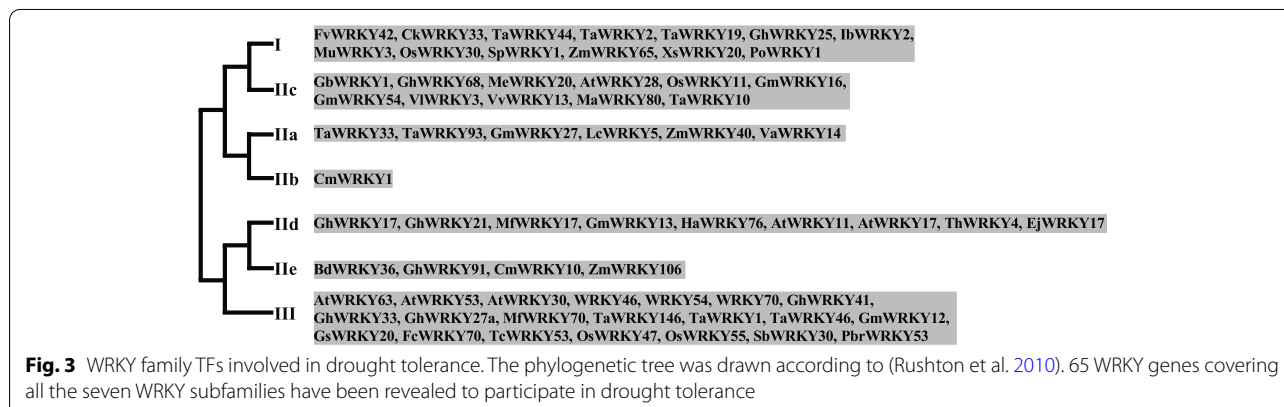 I FvWRKY42, CkWRKY33, TaWRKY44, TaWRKY2, TaWRKY19, GhWRKY25, IbWRKY2,
MuWRKY3, OsWRKY30, SpWRKY1, ZmWRKY65, XsWRKY20, PoWRKY1
IIc GbWRKY1, GhWRKY68, MeWRKY20, AtWRKY28, OsWRKY11, GmWRKY16,
GmWRKY54, VlWRKY3, VvWRKY13, MaWRKY80, TaWRKY10
IIa TaWRKY33, TaWRKY93, GmWRKY27, LcWRKY5, ZmWRKY40, VaWRKY14
IIb CmWRKY1
IId GhWRKY17, GhWRKY21, MfWRKY17, GmWRKY13, HaWRKY76, AtWRKY11, AtWRKY17, ThWRKY4, EjWRKY17
IIe BdWRKY36, GhWRKY91, CmWRKY10, ZmWRKY106
III AtWRKY63, AtWRKY53, AtWRKY30, WRKY46, WRKY54, WRKY70, GhWRKY41,
GhWRKY33, GhWRKY27a, MfWRKY70, TaWRKY146, TaWRKY1, TaWRKY46, GmWRKY12,
GsWRKY20, FcWRKY70, TcWRKY53, OsWRKY47, OsWRKY55, SbWRKY30, PbrWRKY53
Fig. 3 WRKY family TFs involved in drought tolerance. The phylogenetic tree was drawn according to (Rushton et al. 2010). 65 WRKY genes covering
all the seven WRKY subfamilies have been revealed to participate in drought tolerance